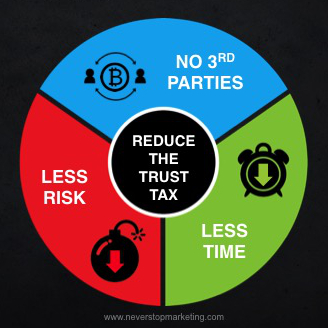 NO 3RD
PARTIES
REDUCE
THE
TRUST
TAX
LESS
RISK
LESS
TIME
www.neverstopmarketing.com